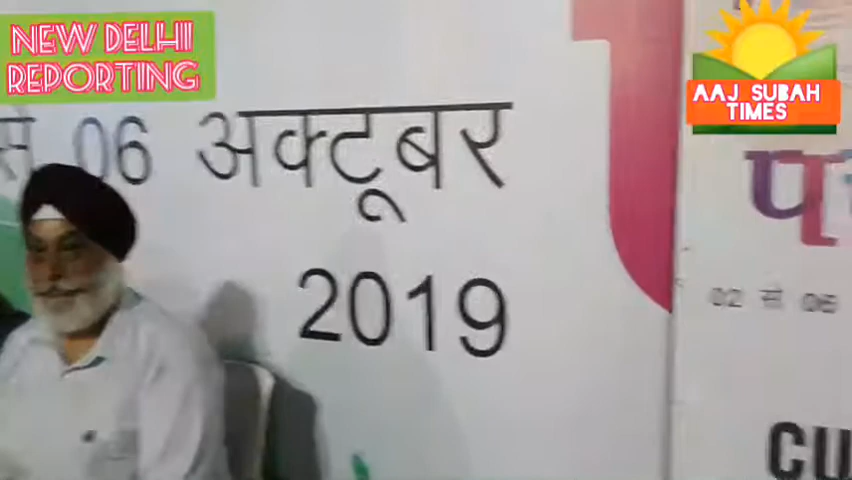 NEW DELHI
REPORTING
AAJ SUBAH
TIMES
से 06 अक्टूबर
2019
02 से 06
CU